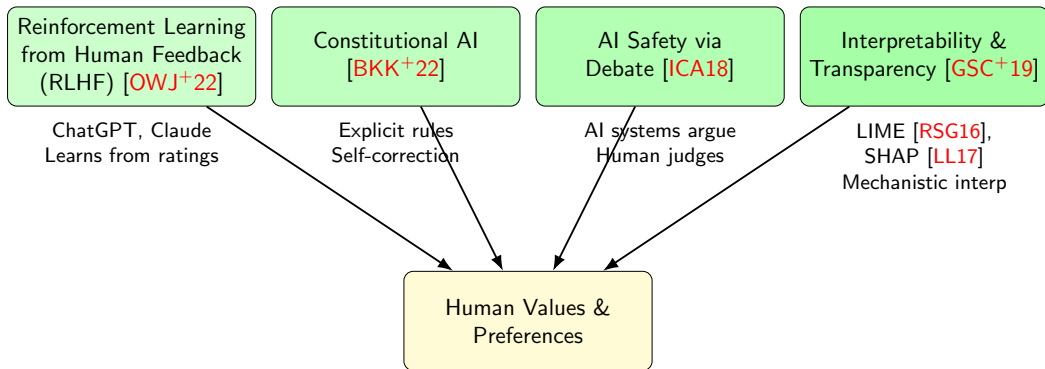 Reinforcement Learning
from Human Feedback
(RLHF) [OWJ+22]
Constitutional AI
[BKK+22]
AI Safety via
Debate [ICA18]
Interpretability &
Transparency [GSC+19]
ChatGPT, Claude
Learns from ratings
Explicit rules
Self-correction
AI systems argue
Human judges
LIME [RSG16],
SHAP [LL17]
Mechanistic interp
Human Values &
Preferences